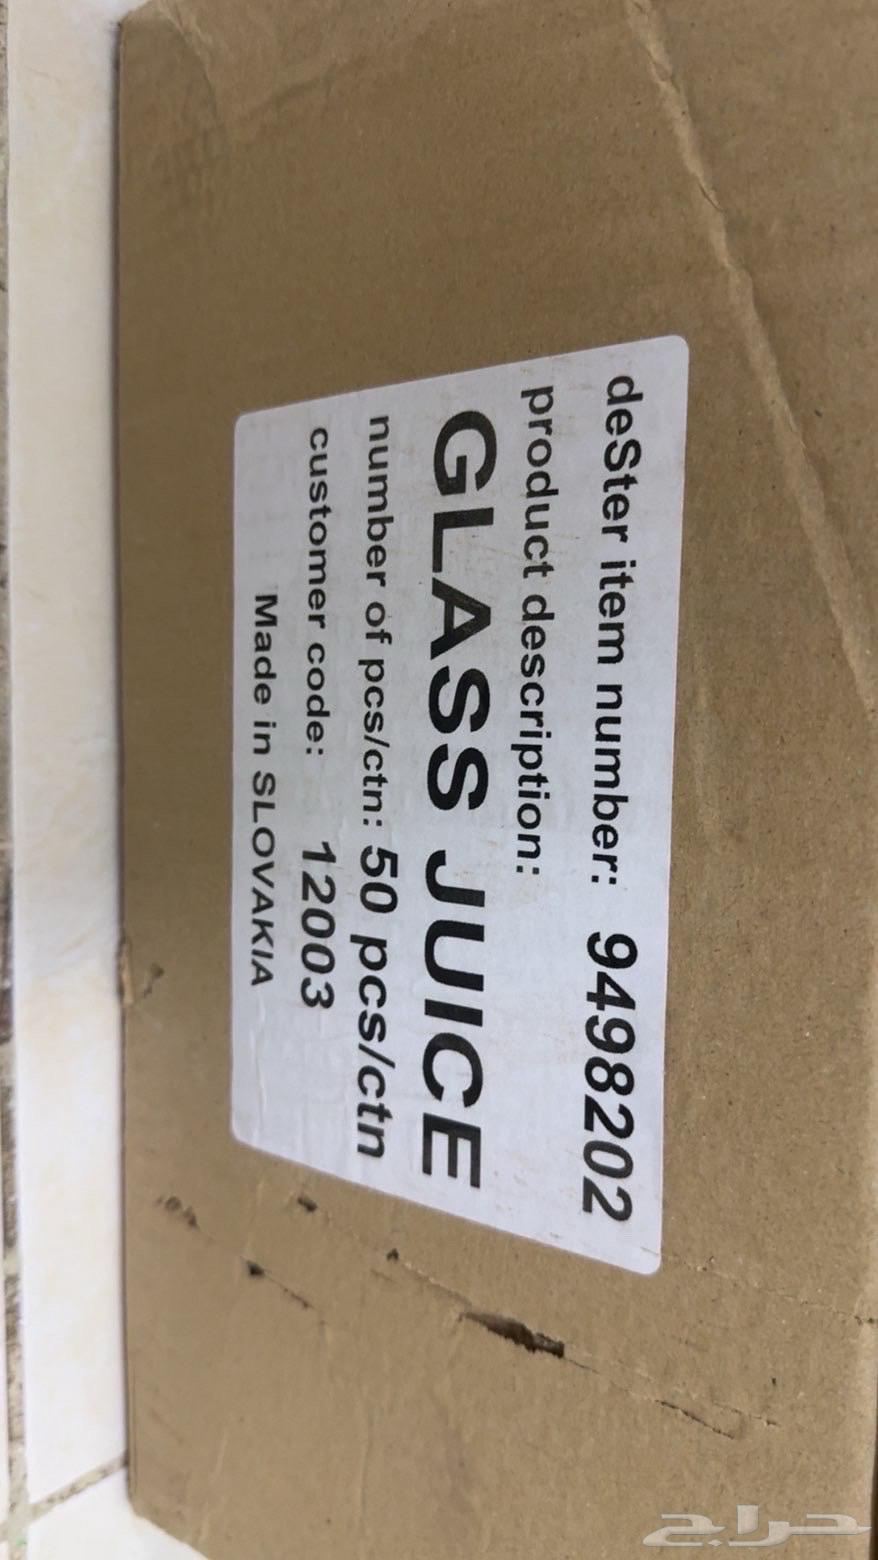 deSter item number: 9498202
product description:
GLASS JUICE
number of pcs/ctn: 50 pcs/ctn
customer code: 12003
Made in SLOVAKIA
حراج